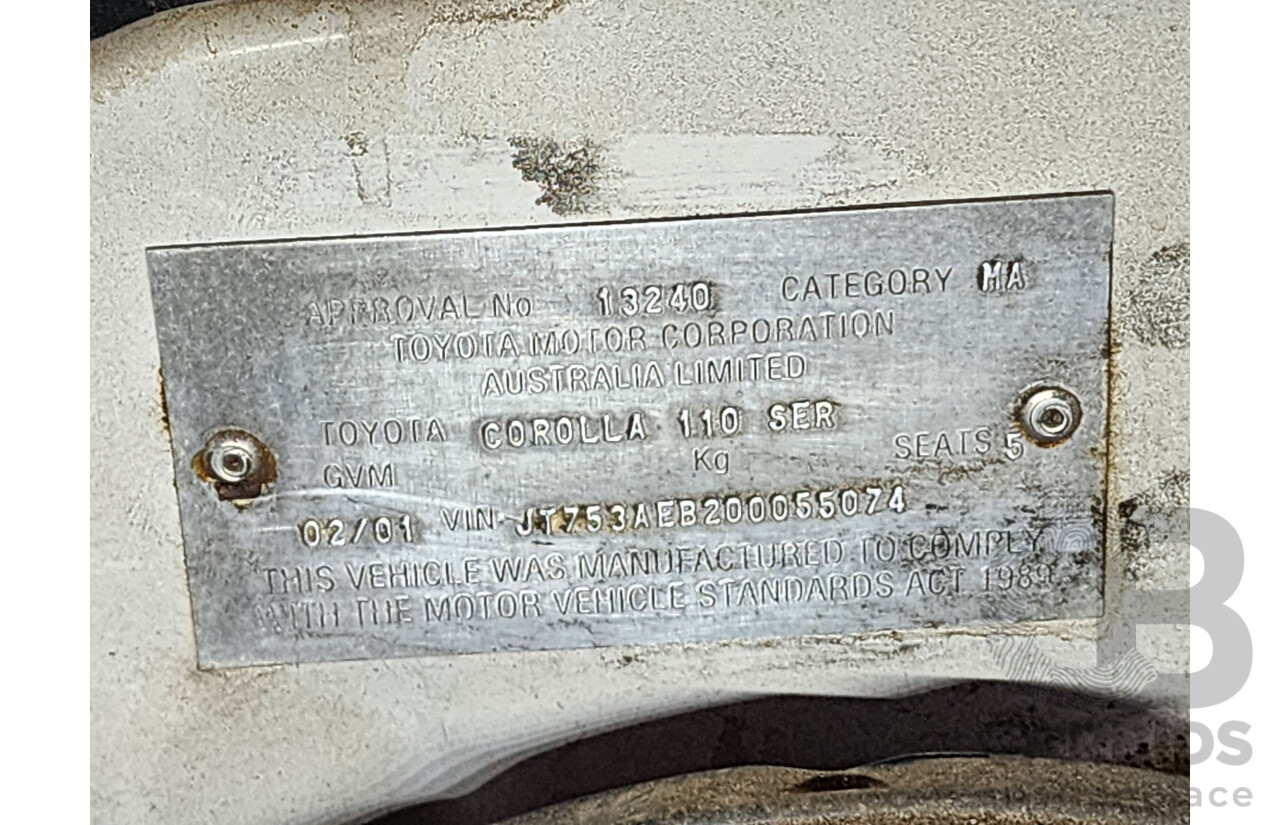 APPROVAL No 13240 CATEGORY MA
TOYOTA MOTOR CORPORATION
AUSTRALIA LIMITED
TOYOTA COROLLA 110 SER
GVM Kg SEATS 5
02/01 VIN JT753AEB200055074
THIS VEHICLE WAS MANUFACTURED TO COMPLY
WITH THE MOTOR VEHICLE STANDARDS ACT 1989